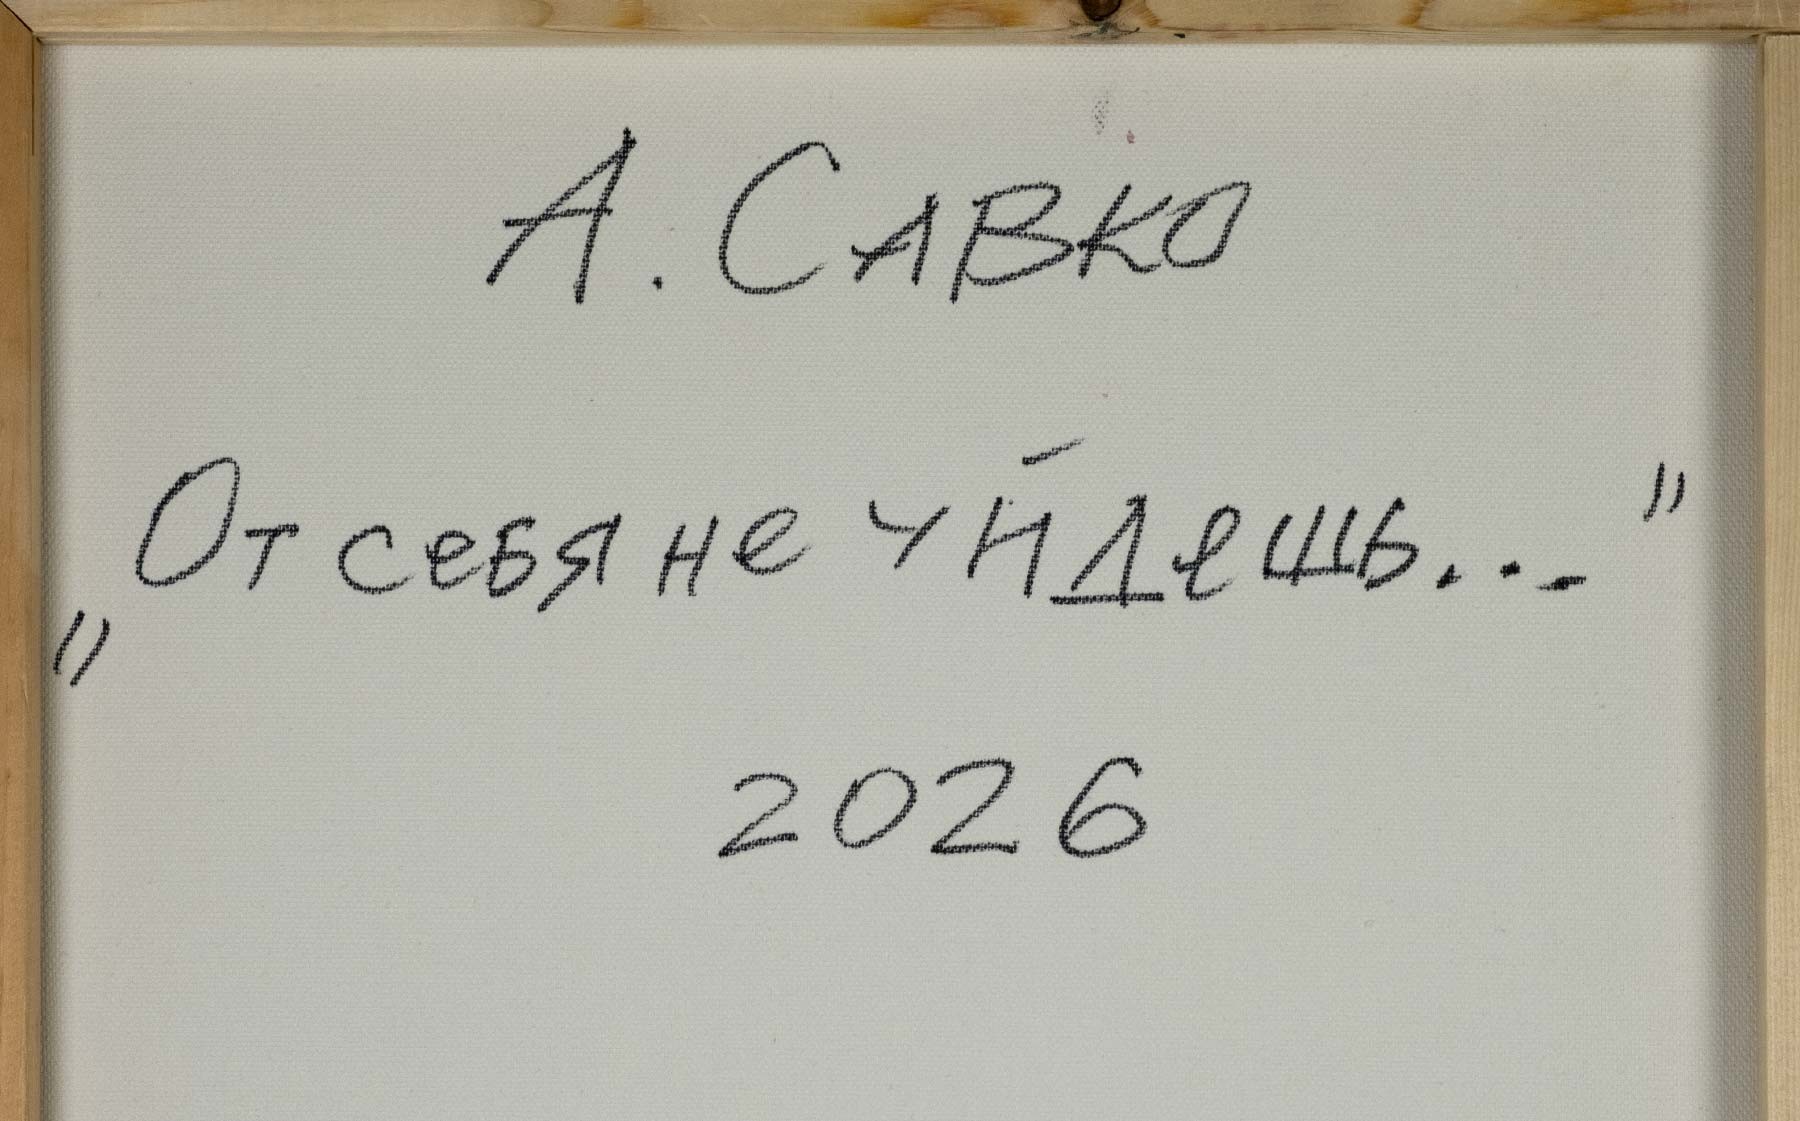 А. САВКО
„От себя не уйдешь..."
2026